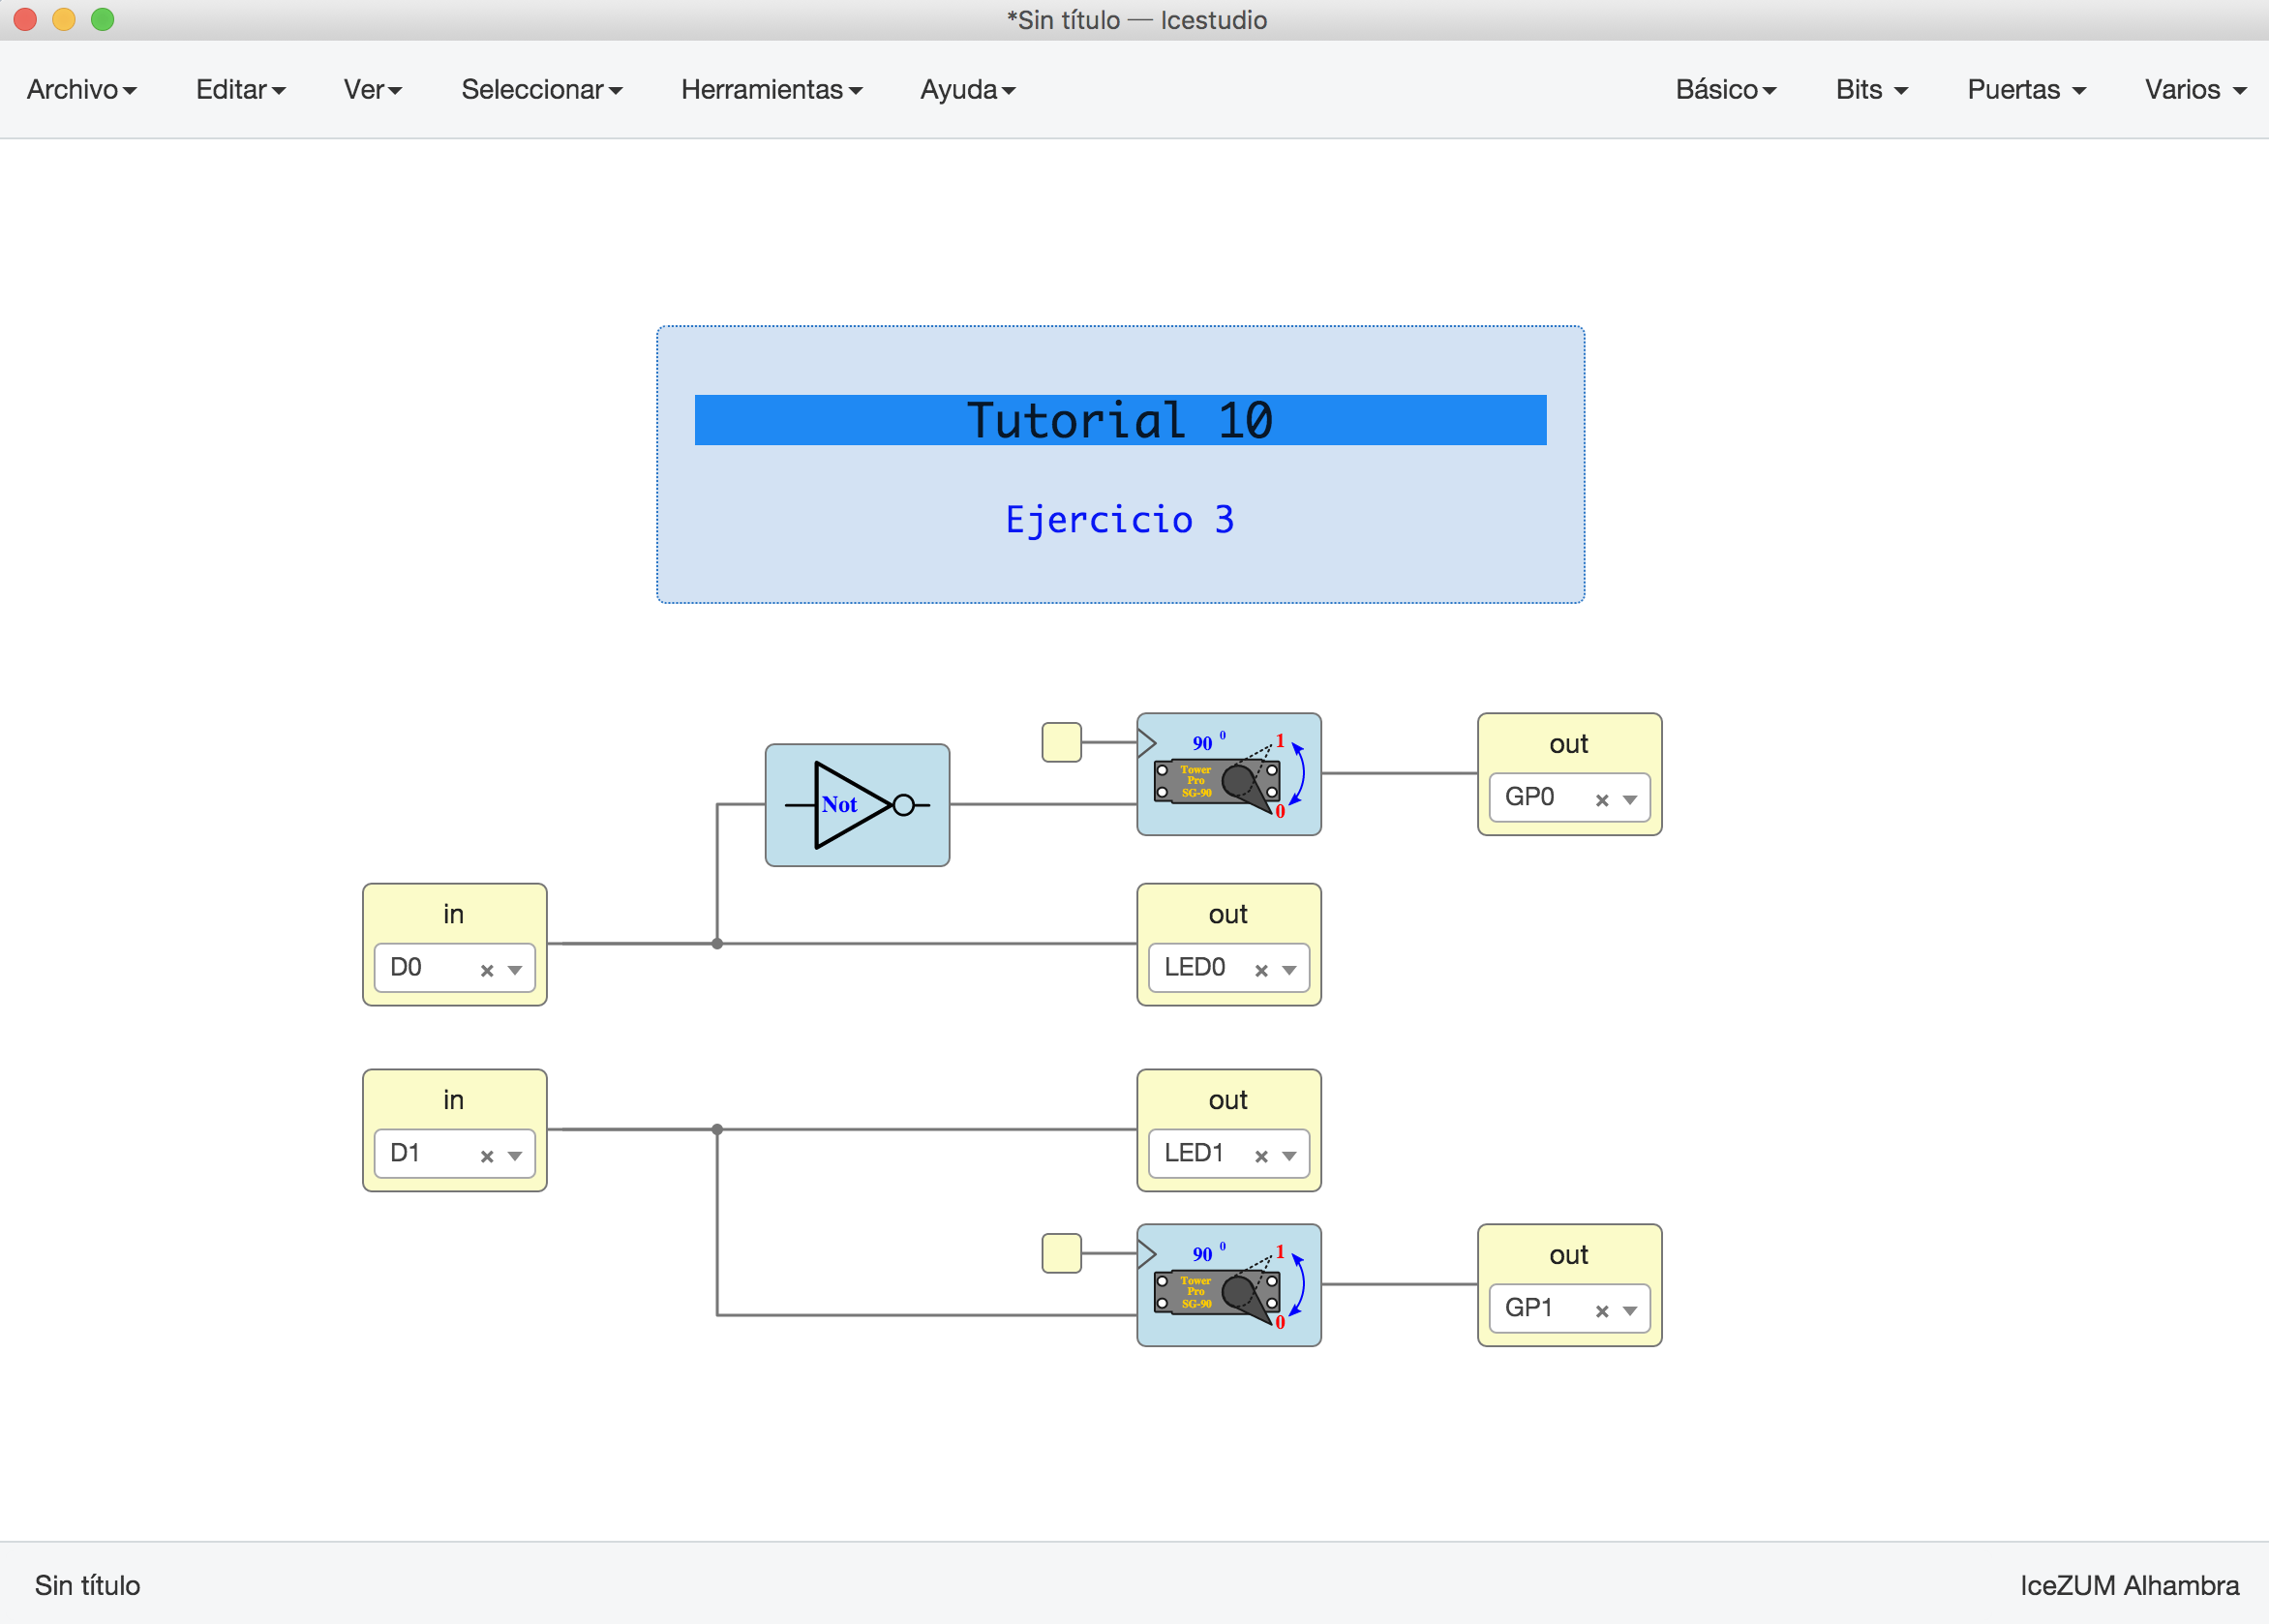 *Sin título — Icestudio
Archivo Editar Ver Seleccionar Herramientas Ayuda Básico Bits Puertas Varios
Tutorial 10
Ejercicio 3
90 0
1
Tower
Pro
SG-90
0
out
GP0
Not
in
D0
out
LED0
in
D1
out
LED1
90 0
1
Tower
Pro
SG-90
0
out
GP1
Sin título IceZUM Alhambra